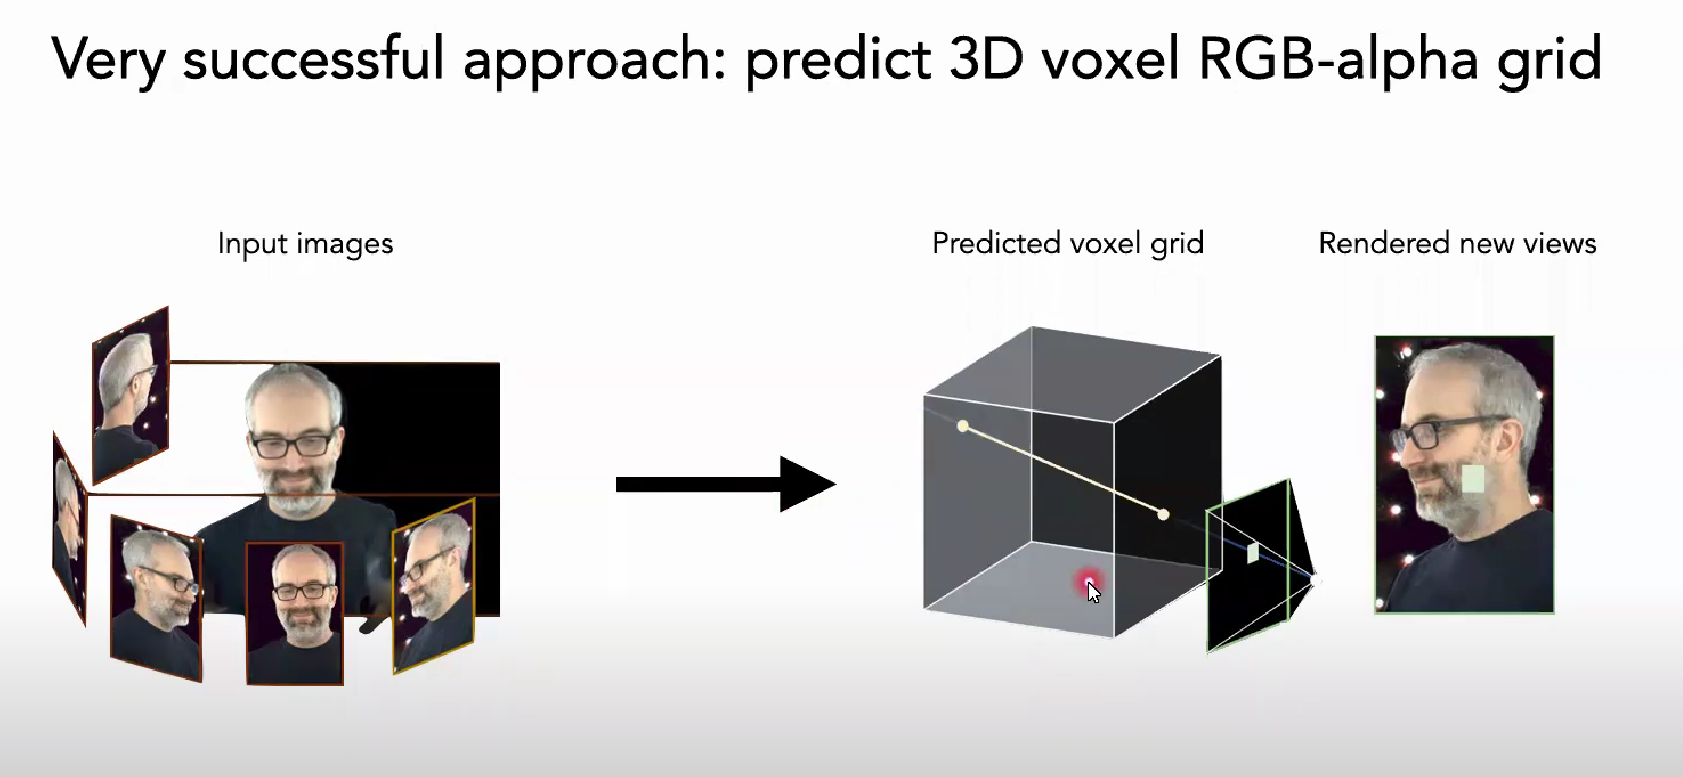 Very successful approach: predict 3D voxel RGB-alpha grid
Input images
Predicted voxel grid
Rendered new views